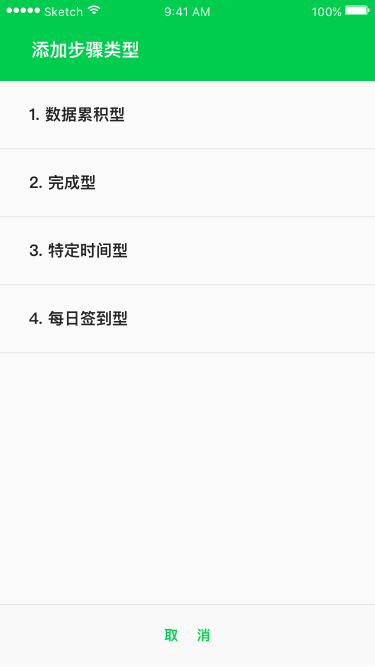 Sketch 9:41 AM 100%
添加步骤类型
1. 数据累积型
2. 完成型
3. 特定时间型
4. 每日签到型
取 消